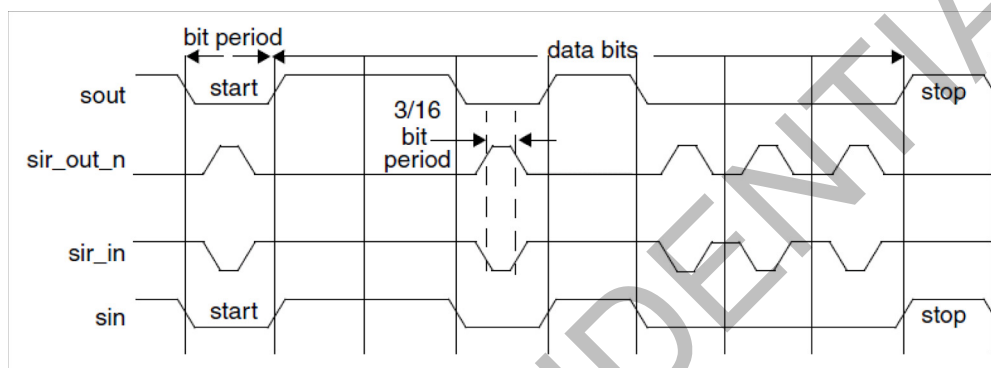 bit period
data bits
sout
start
stop
3/16
bit
period
sir_out_n
sir_in
sin
start
stop